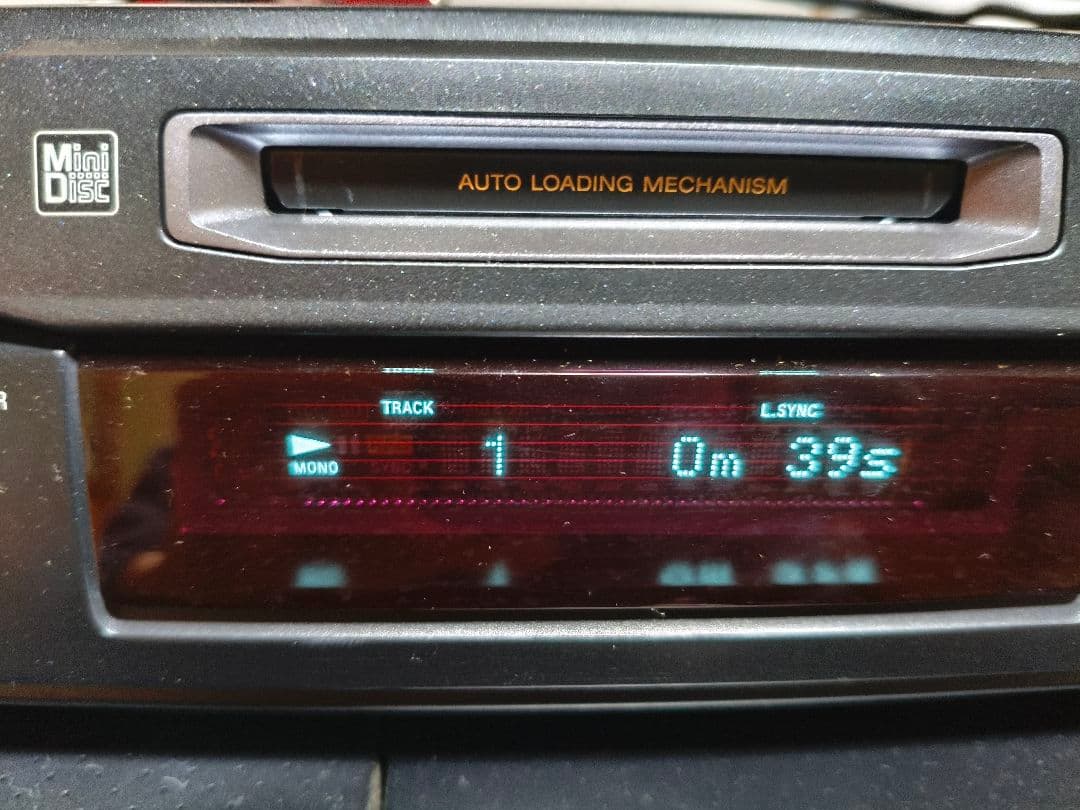 Mini
Disc
AUTO LOADING MECHANISM
R
TRACK
L.SYNC
1
0m 39s
MONO